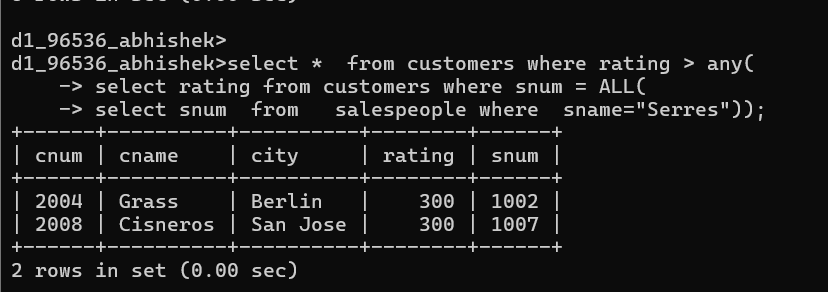 d1_96536_abhishek>
d1_96536_abhishek>select *  from customers where rating > any(
    -> select rating from customers where snum = ALL(
    -> select snum  from   salespeople where  sname="Serres"));
+------+----------+----------+--------+------+
| cnum | cname    | city     | rating | snum |
+------+----------+----------+--------+------+
| 2004 | Grass    | Berlin   |    300 | 1002 |
| 2008 | Cisneros | San Jose |    300 | 1007 |
+------+----------+----------+--------+------+
2 rows in set (0.00 sec)